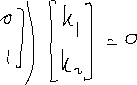 0 ] ) [ k₁
1 ] ) [ k₂ ] = 0